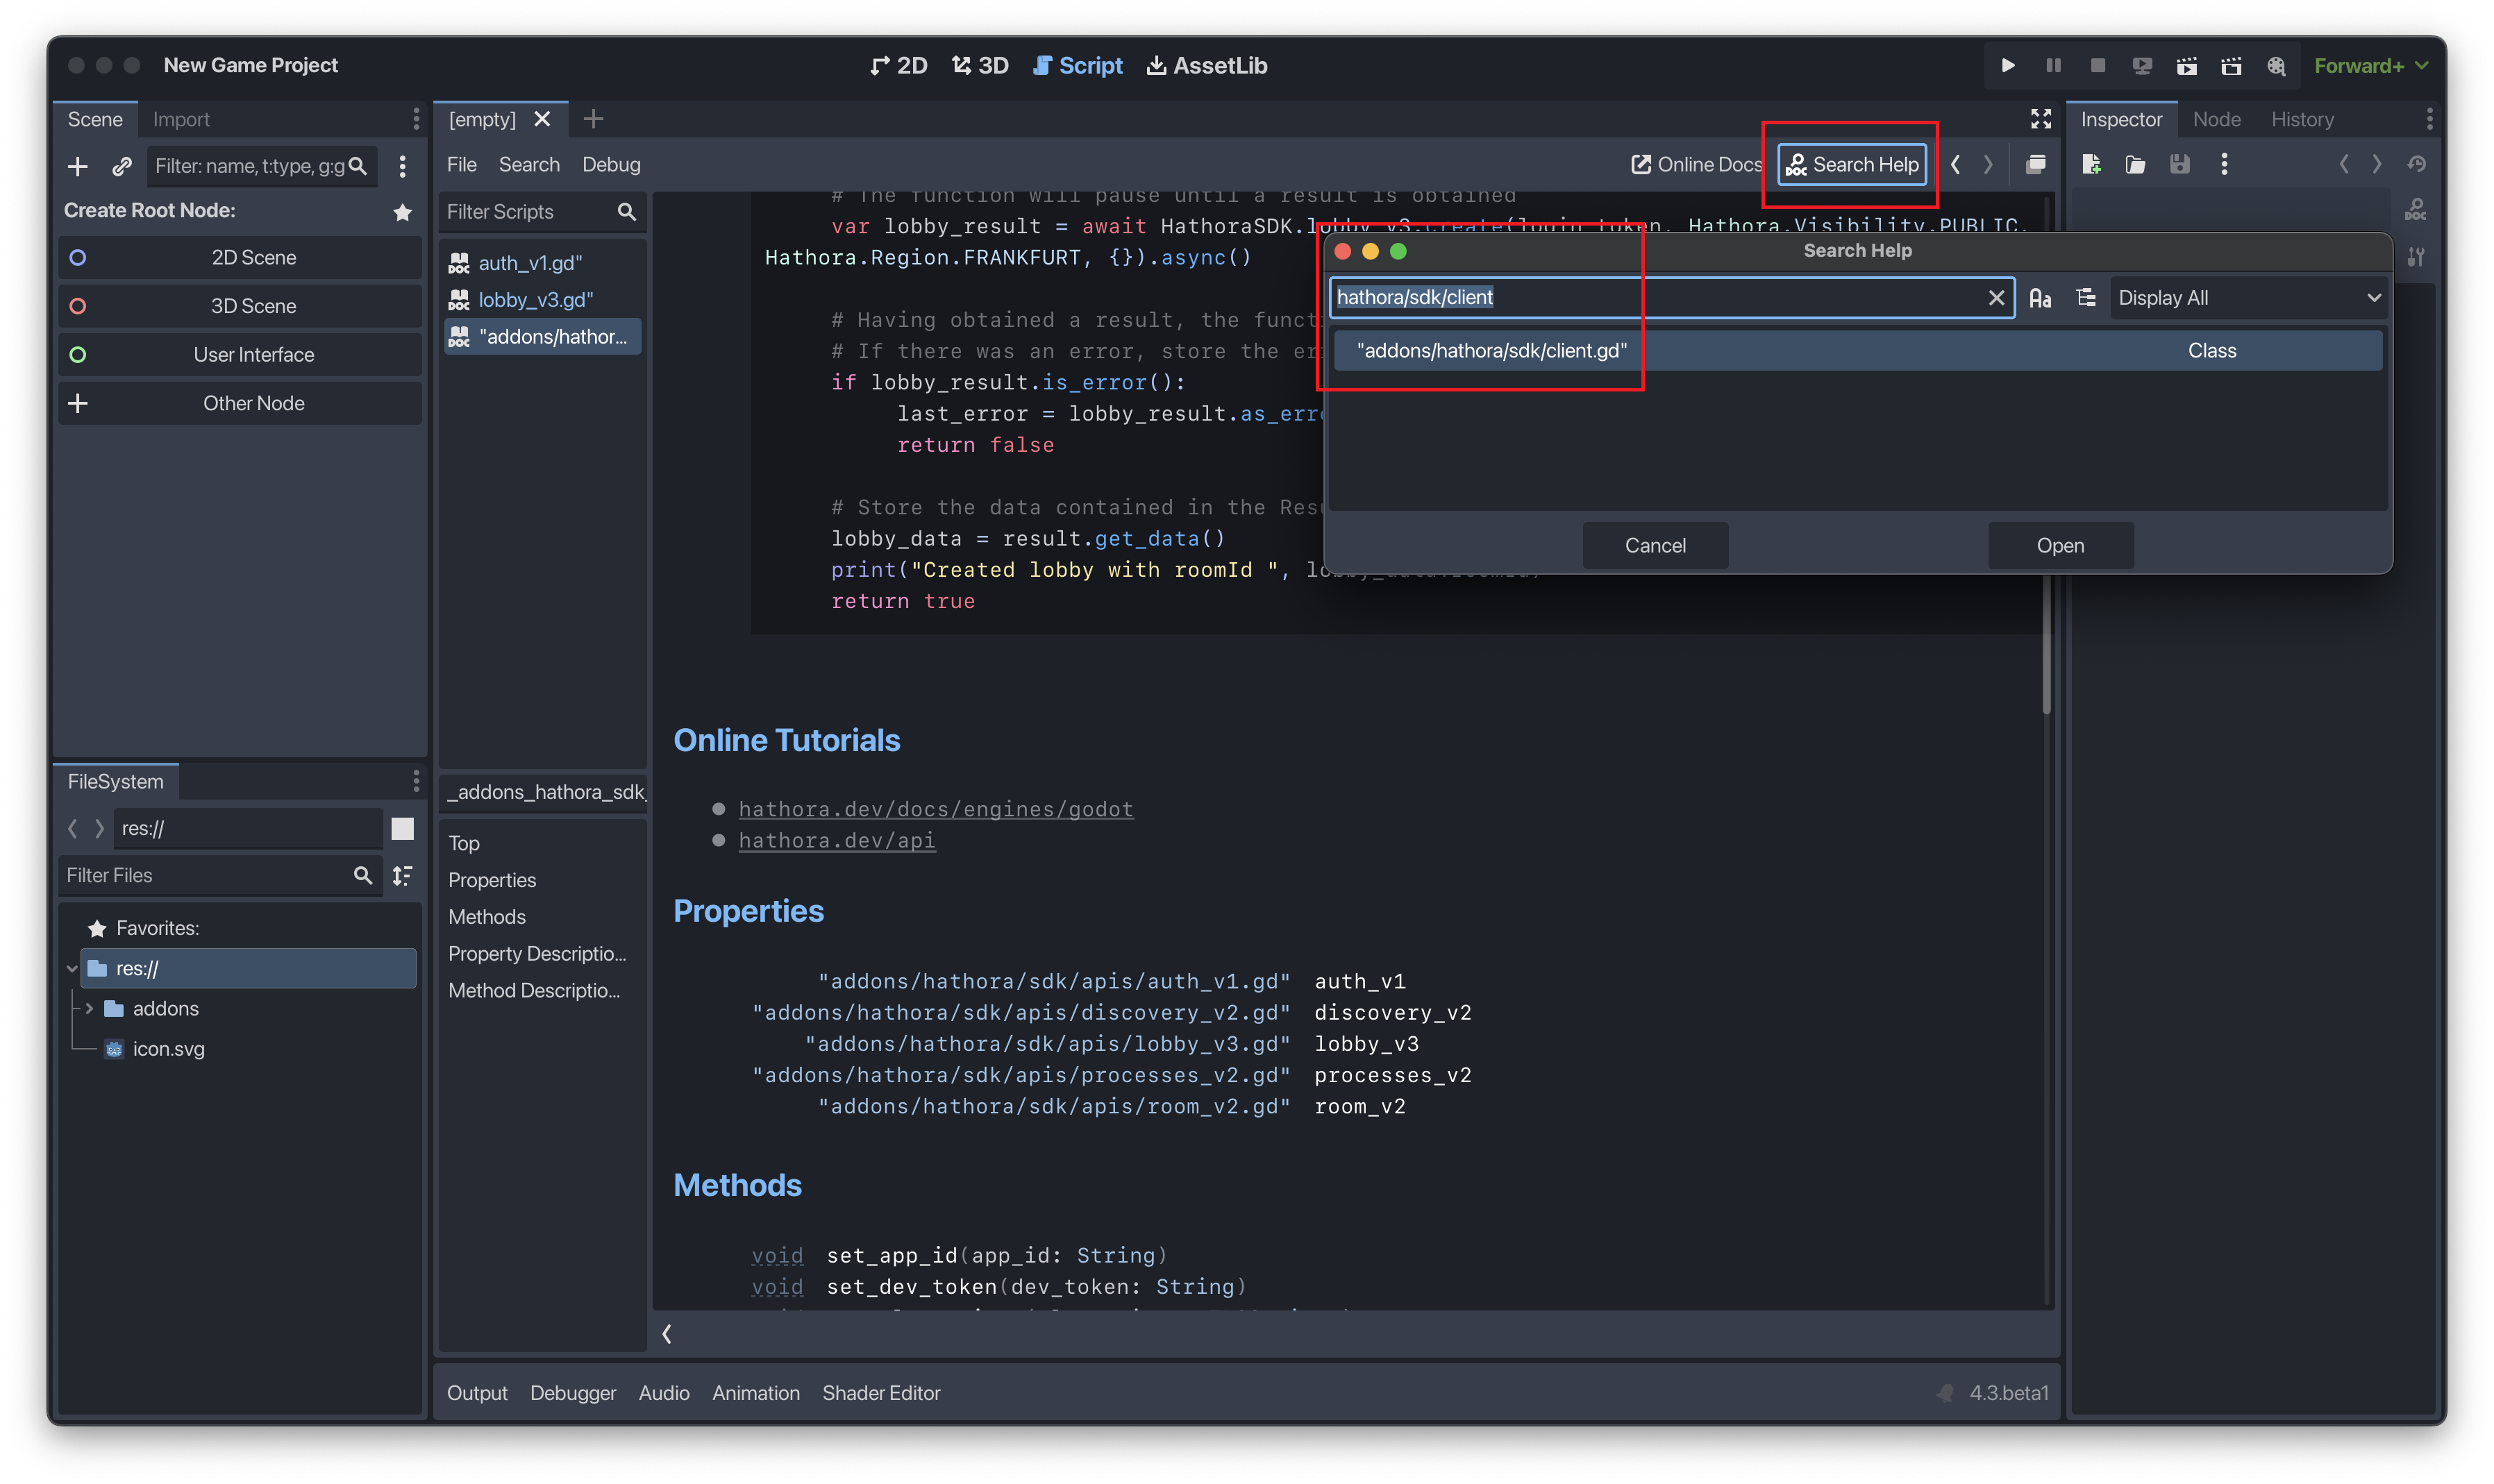 New Game Project
2D
3D
Script
AssetLib
Forward+
Scene
Import
Filter: name, t:type, g:g
Create Root Node:
2D Scene
3D Scene
User Interface
Other Node
FileSystem
res://
Filter Files
Favorites:
res://
addons
icon.svg
[empty]
File
Search
Debug
Online Docs
DOC Search Help
Filter Scripts
DOC auth_v1.gd"
DOC lobby_v3.gd"
DOC "addons/hathor...
_addons_hathora_sdk_
Top
Properties
Methods
Property Descriptio...
Method Descriptio...
# The function will pause until a result is obtained
var lobby_result = await HathoraSDK.lobby_v3.create(login_token, Hathora.Visibility.PUBLIC,
Hathora.Region.FRANKFURT, {}).async()
# Having obtained a result, the funct
# If there was an error, store the er
if lobby_result.is_error():
last_error = lobby_result.as_erro
return false
# Store the data contained in the Resu
lobby_data = result.get_data()
print("Created lobby with roomId ",
return true
Online Tutorials
hathora.dev/docs/engines/godot
hathora.dev/api
Properties
"addons/hathora/sdk/apis/auth_v1.gd" auth_v1
"addons/hathora/sdk/apis/discovery_v2.gd" discovery_v2
"addons/hathora/sdk/apis/lobby_v3.gd" lobby_v3
"addons/hathora/sdk/apis/processes_v2.gd" processes_v2
"addons/hathora/sdk/apis/room_v2.gd" room_v2
Methods
void set_app_id(app_id: String)
void set_dev_token(dev_token: String)
Search Help
hathora/sdk/client
Aa
Display All
"addons/hathora/sdk/client.gd" Class
Cancel
Open
Inspector
Node
History
DOC
Output
Debugger
Audio
Animation
Shader Editor
4.3.beta1